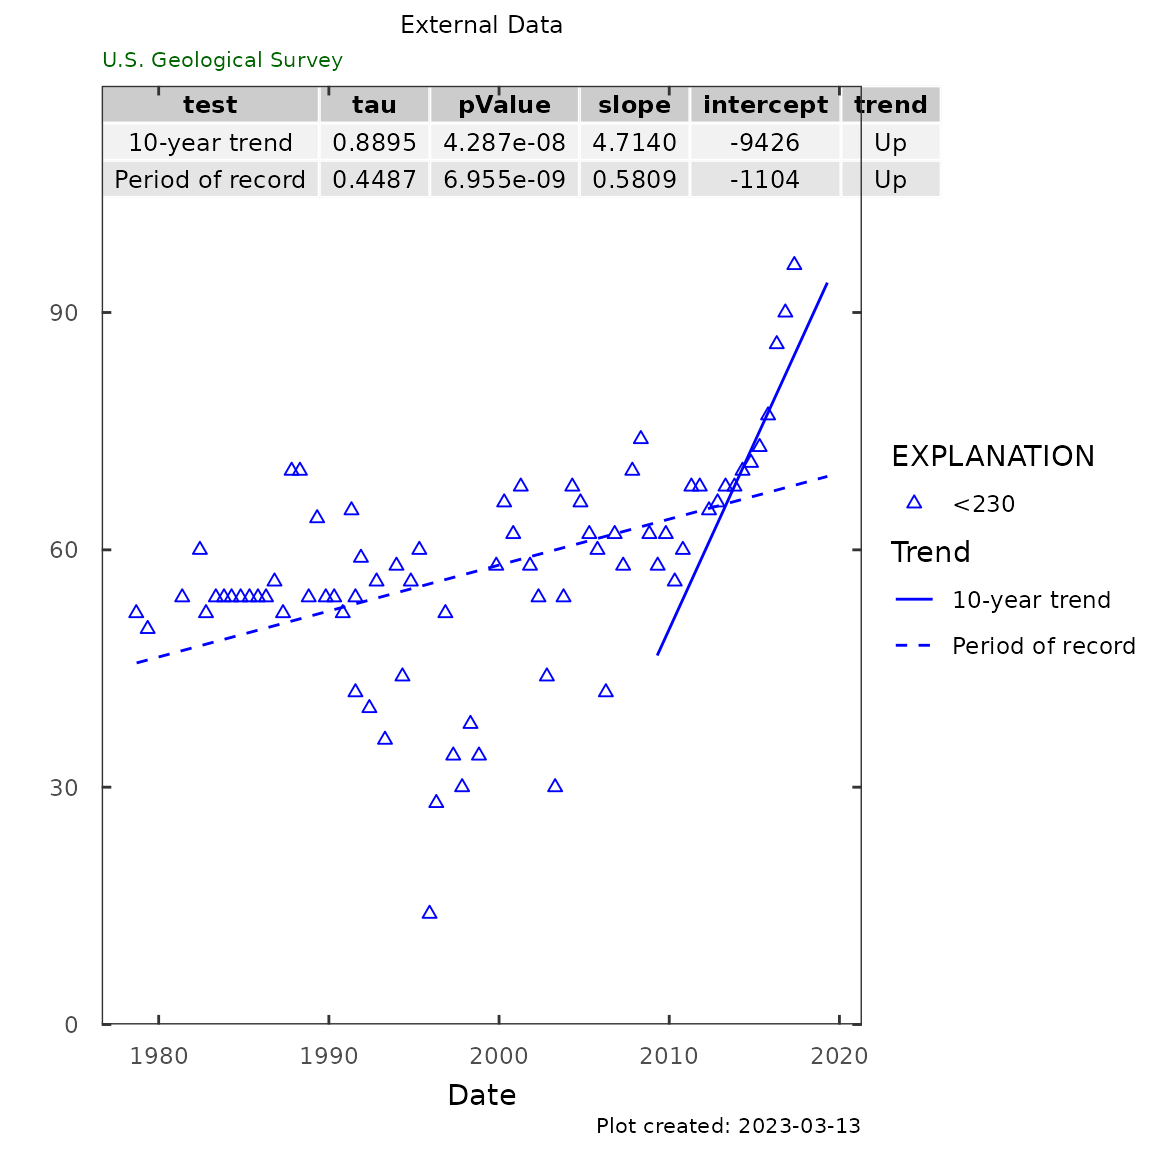 External Data
U.S. Geological Survey
test tau pValue slope intercept trend
10-year trend 0.8895 4.287e-08 4.7140 -9426 Up
Period of record 0.4487 6.955e-09 0.5809 -1104 Up
90
60
30
0
1980 1990 2000 2010 2020
Date
EXPLANATION
<230
Trend
10-year trend
Period of record
Plot created: 2023-03-13